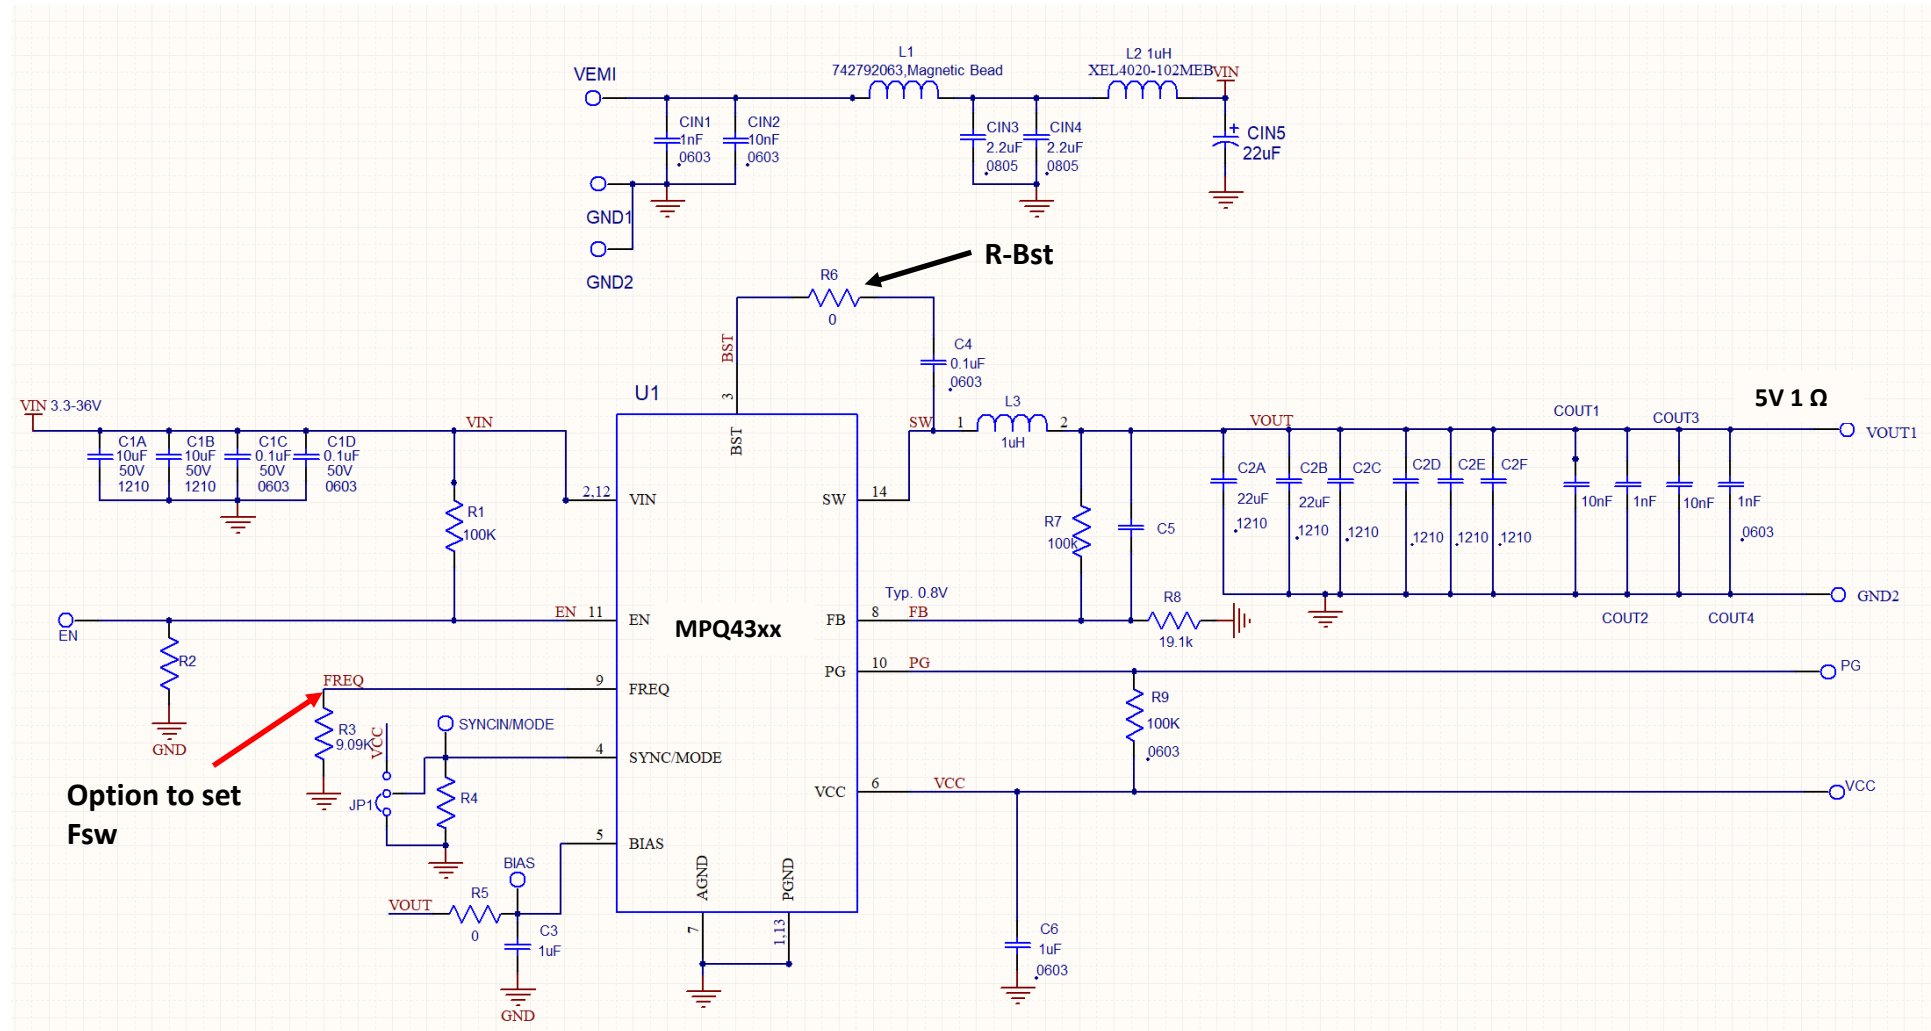 L1
742792063,Magnetic Bead
L2 1uH
XEL4020-102MEB
VIN
VEMI
CIN1
1nF
.0603
CIN2
10nF
.0603
CIN3
2.2uF
.0805
CIN4
2.2uF
.0805
+
CIN5
22uF
GND1
GND2
R-Bst
R6
0
BST
C4
0.1uF
.0603
U1
3
BST
VIN 3.3-36V
VIN
C1A
10uF
50V
1210
C1B
10uF
50V
1210
C1C
0.1uF
50V
0603
C1D
0.1uF
50V
0603
R1
100K
2,12
VIN
SW
14
SW
1
L3
1uH
2
VOUT
5V 1 Ω
COUT1
COUT3
VOUT1
C2A
22uF
.1210
C2B
22uF
.1210
C2C
.1210
C2D
.1210
C2E
.1210
C2F
.1210
10nF
1nF
10nF
1nF
.0603
R7
100k
C5
Typ. 0.8V
FB
8
FB
R8
19.1k
GND2
COUT2
COUT4
EN
EN
11
EN
MPQ43xx
R2
GND
PG
10
PG
PG
FREQ
9
FREQ
R3
9.09K
VCC
SYNCIN/MODE
4
SYNC/MODE
JP1
R4
R9
100K
.0603
VCC
6
VCC
VCC
Option to set
Fsw
5
BIAS
BIAS
VOUT
R5
0
C3
1uF
GND
AGND
PGND
7
1,13
C6
1uF
.0603